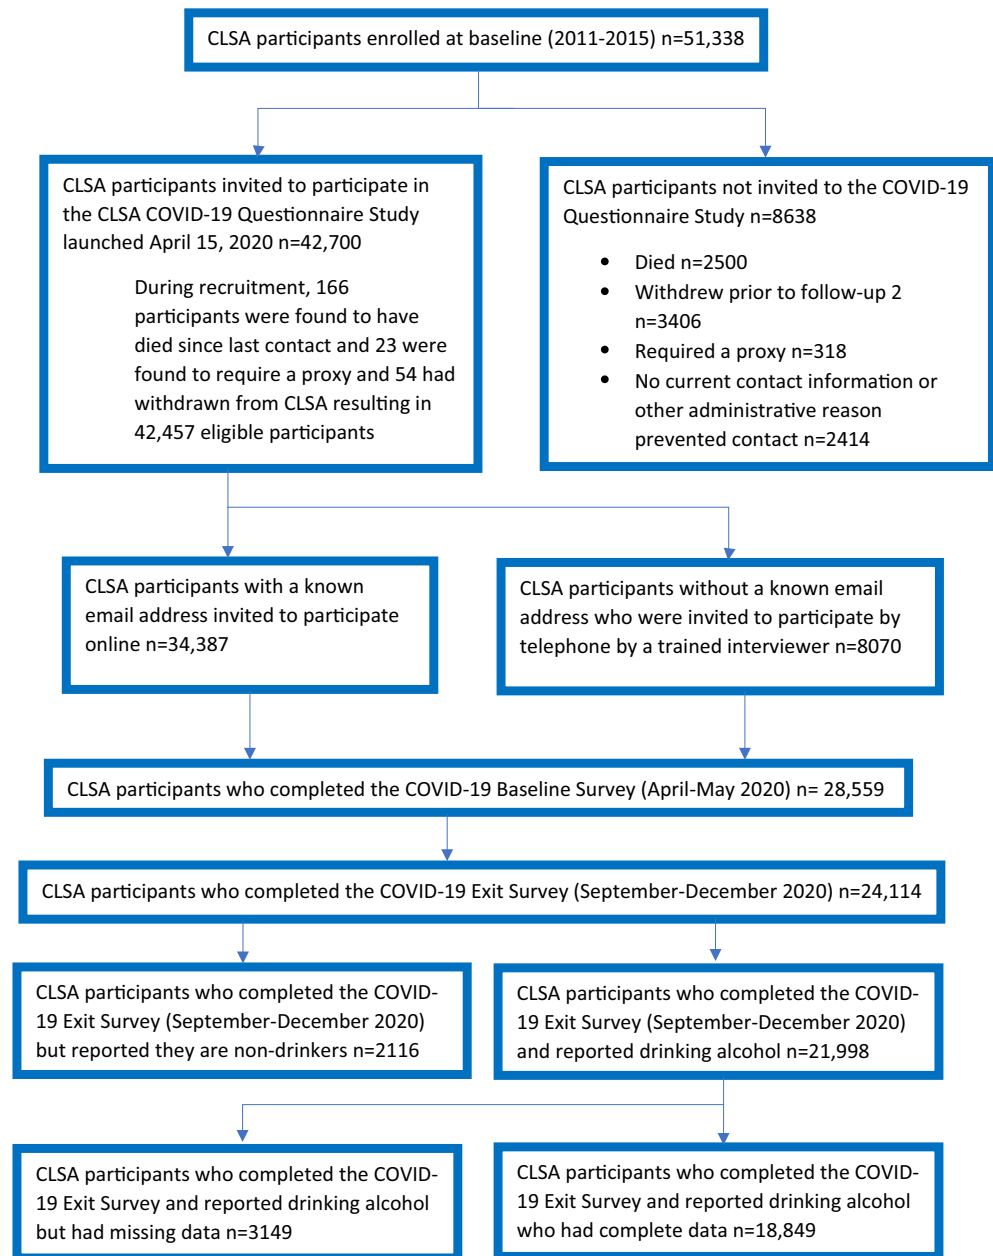 CLSA participants enrolled at baseline (2011-2015) n=51,338
CLSA participants invited to participate in
the CLSA COVID-19 Questionnaire Study
launched April 15, 2020 n=42,700
During recruitment, 166
participants were found to have
died since last contact and 23 were
found to require a proxy and 54 had
withdrawn from CLSA resulting in
42,457 eligible participants
CLSA participants not invited to the COVID-19
Questionnaire Study n=8638
• Died n=2500
• Withdrew prior to follow-up 2
n=3406
• Required a proxy n=318
• No current contact information or
other administrative reason
prevented contact n=2414
CLSA participants with a known
email address invited to participate
online n=34,387
CLSA participants without a known email
address who were invited to participate by
telephone by a trained interviewer n=8070
CLSA participants who completed the COVID-19 Baseline Survey (April-May 2020) n= 28,559
CLSA participants who completed the COVID-19 Exit Survey (September-December 2020) n=24,114
CLSA participants who completed the COVID-
19 Exit Survey (September-December 2020)
but reported they are non-drinkers n=2116
CLSA participants who completed the COVID-
19 Exit Survey (September-December 2020)
and reported drinking alcohol n=21,998
CLSA participants who completed the COVID-
19 Exit Survey and reported drinking alcohol
but had missing data n=3149
CLSA participants who completed the COVID-
19 Exit Survey and reported drinking alcohol
who had complete data n=18,849